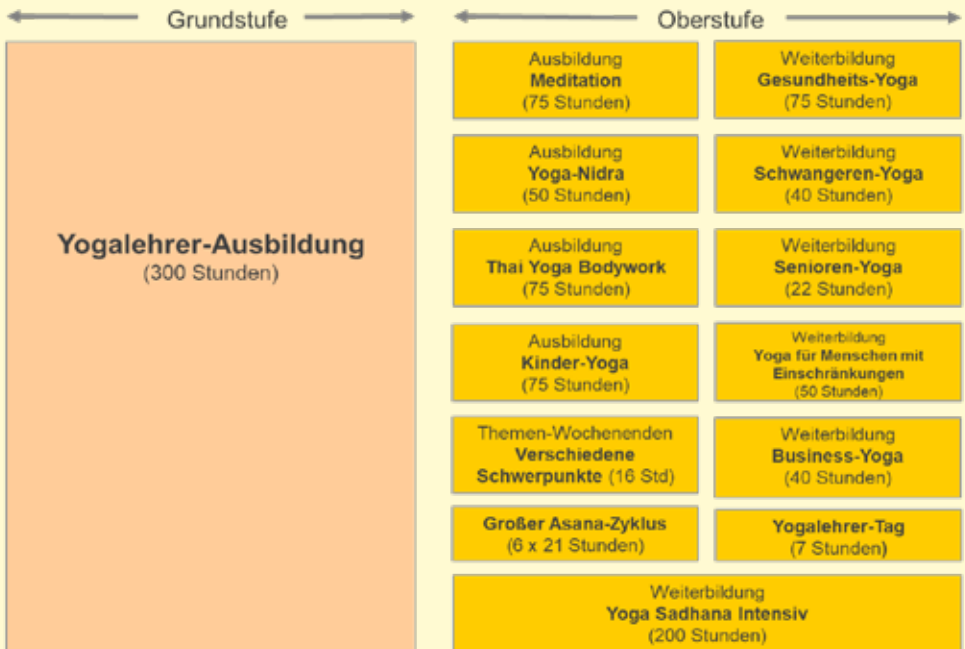 Grundstufe
Oberstufe
Yogalehrer-Ausbildung
(300 Stunden)
Ausbildung
Meditation
(75 Stunden)
Weiterbildung
Gesundheits-Yoga
(75 Stunden)
Ausbildung
Yoga-Nidra
(50 Stunden)
Weiterbildung
Schwangeren-Yoga
(40 Stunden)
Ausbildung
Thai Yoga Bodywork
(75 Stunden)
Weiterbildung
Senioren-Yoga
(22 Stunden)
Ausbildung
Kinder-Yoga
(75 Stunden)
Weiterbildung
Yoga für Menschen mit
Einschränkungen
(50 Stunden)
Themen-Wochenenden
Verschiedene
Schwerpunkte (16 Std)
Weiterbildung
Business-Yoga
(40 Stunden)
Großer Asana-Zyklus
(6 x 21 Stunden)
Yogalehrer-Tag
(7 Stunden)
Weiterbildung
Yoga Sadhana Intensiv
(200 Stunden)